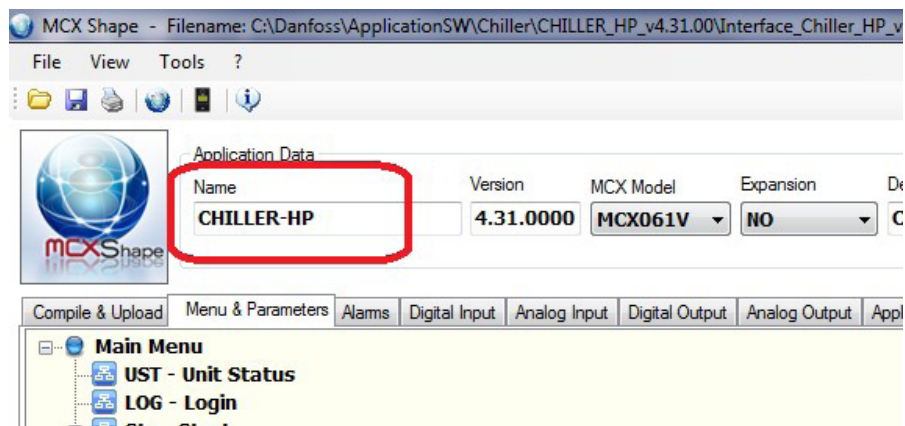 MCX Shape - Filename: C:\Danfoss\ApplicationSW\Chiller\CHILLER_HP_v4.31.00\Interface_Chiller_HP_v
File View Tools ?
Application Data
Name Version MCX Model Expansion
CHILLER-HP 4.31.0000 MCX061V NO
MCXShape
Compile & Upload Menu & Parameters Alarms Digital Input Analog Input Digital Output Analog Output Appl
Main Menu
UST - Unit Status
LOG - Login